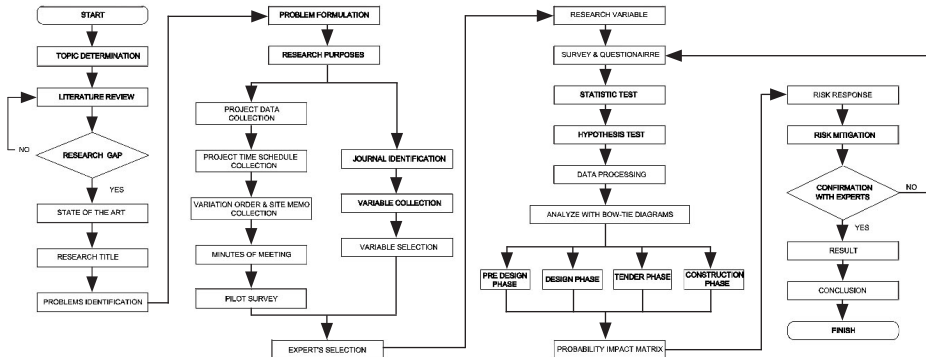 START
TOPIC DETERMINATION
LITERATURE REVIEW
NO
RESEARCH GAP
YES
STATE OF THE ART
RESEARCH TITLE
PROBLEMS IDENTIFICATION
PROBLEM FORMULATION
RESEARCH PURPOSES
PROJECT DATA
COLLECTION
PROJECT TIME SCHEDULE
COLLECTION
VARIATION ORDER & SITE MEMO
COLLECTION
MINUTES OF MEETING
PILOT SURVEY
JOURNAL IDENTIFICATION
VARIABLE COLLECTION
VARIABLE SELECTION
EXPERT'S SELECTION
RESEARCH VARIABLE
SURVEY & QUESTIONAIRRE
STATISTIC TEST
HYPOTHESIS TEST
DATA PROCESSING
ANALYZE WITH BOW-TIE DIAGRAMS
PRE DESIGN
PHASE
DESIGN PHASE
TENDER PHASE
CONSTRUCTION
PHASE
PROBABILITY IMPACT MATRIX
RISK RESPONSE
RISK MITIGATION
CONFIRMATION
WITH EXPERTS
NO
YES
RESULT
CONCLUSION
FINISH